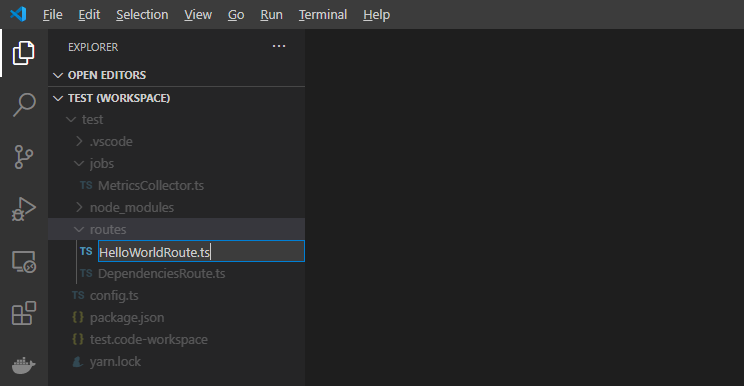 File Edit Selection View Go Run Terminal Help
EXPLORER ...
OPEN EDITORS
TEST (WORKSPACE)
test
.vscode
jobs
TS MetricsCollector.ts
node_modules
routes
TS HelloWorldRoute.ts
TS DependenciesRoute.ts
TS config.ts
{ } package.json
{ } test.code-workspace
yarn.lock